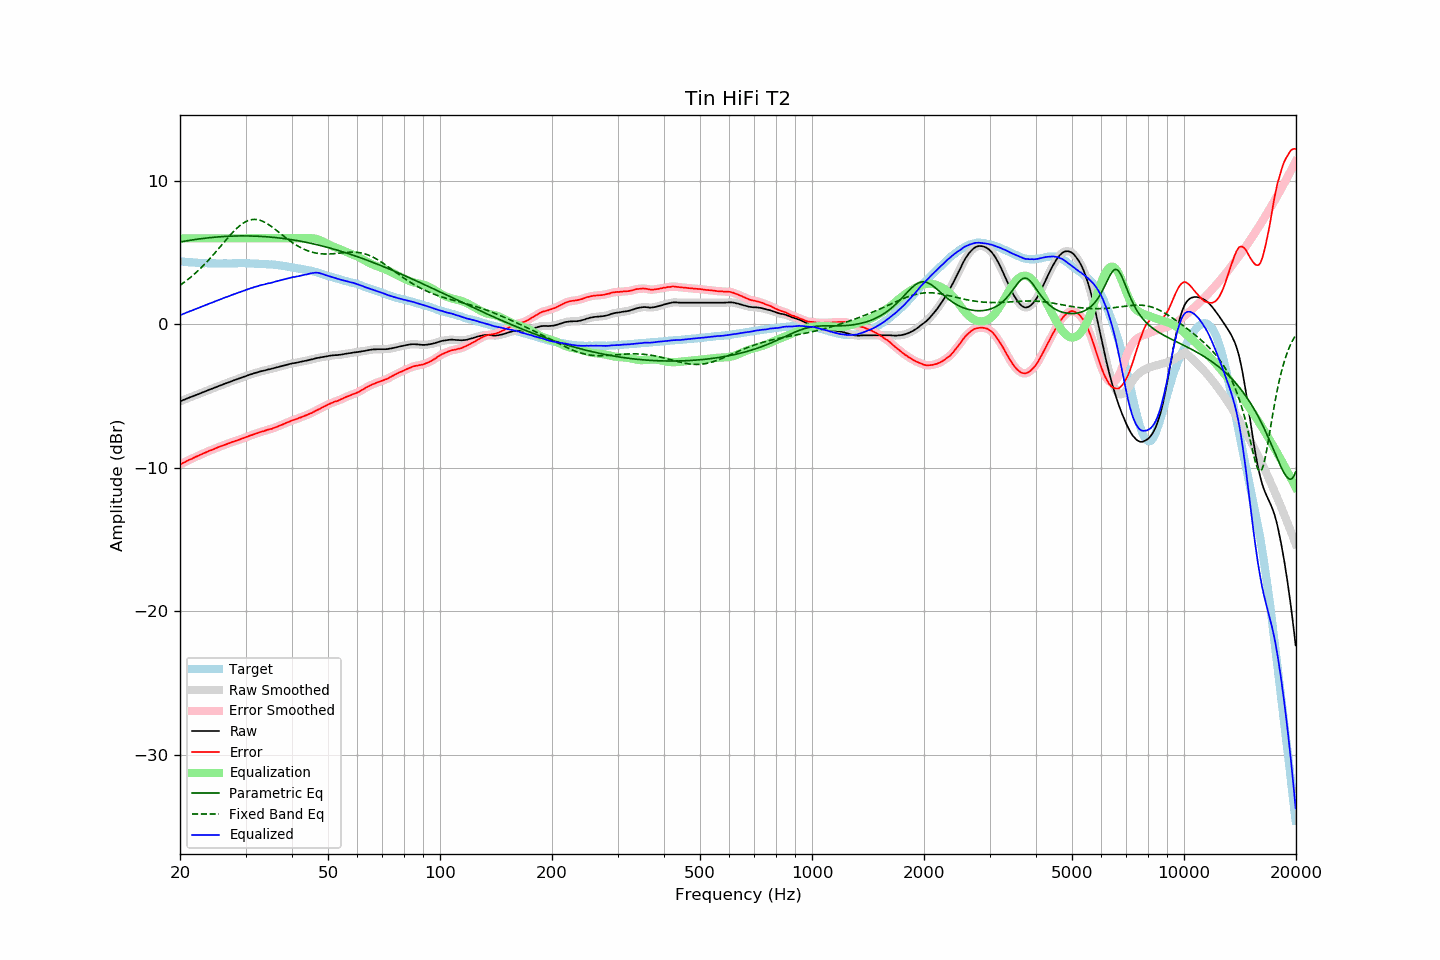 Tin HiFi T2
10
0
−10
−20
−30
Amplitude (dBr)
Target
Raw Smoothed
Error Smoothed
Raw
Error
Equalization
Parametric Eq
Fixed Band Eq
Equalized
20 50 100 200 500 1000 2000 5000 10000 20000
Frequency (Hz)